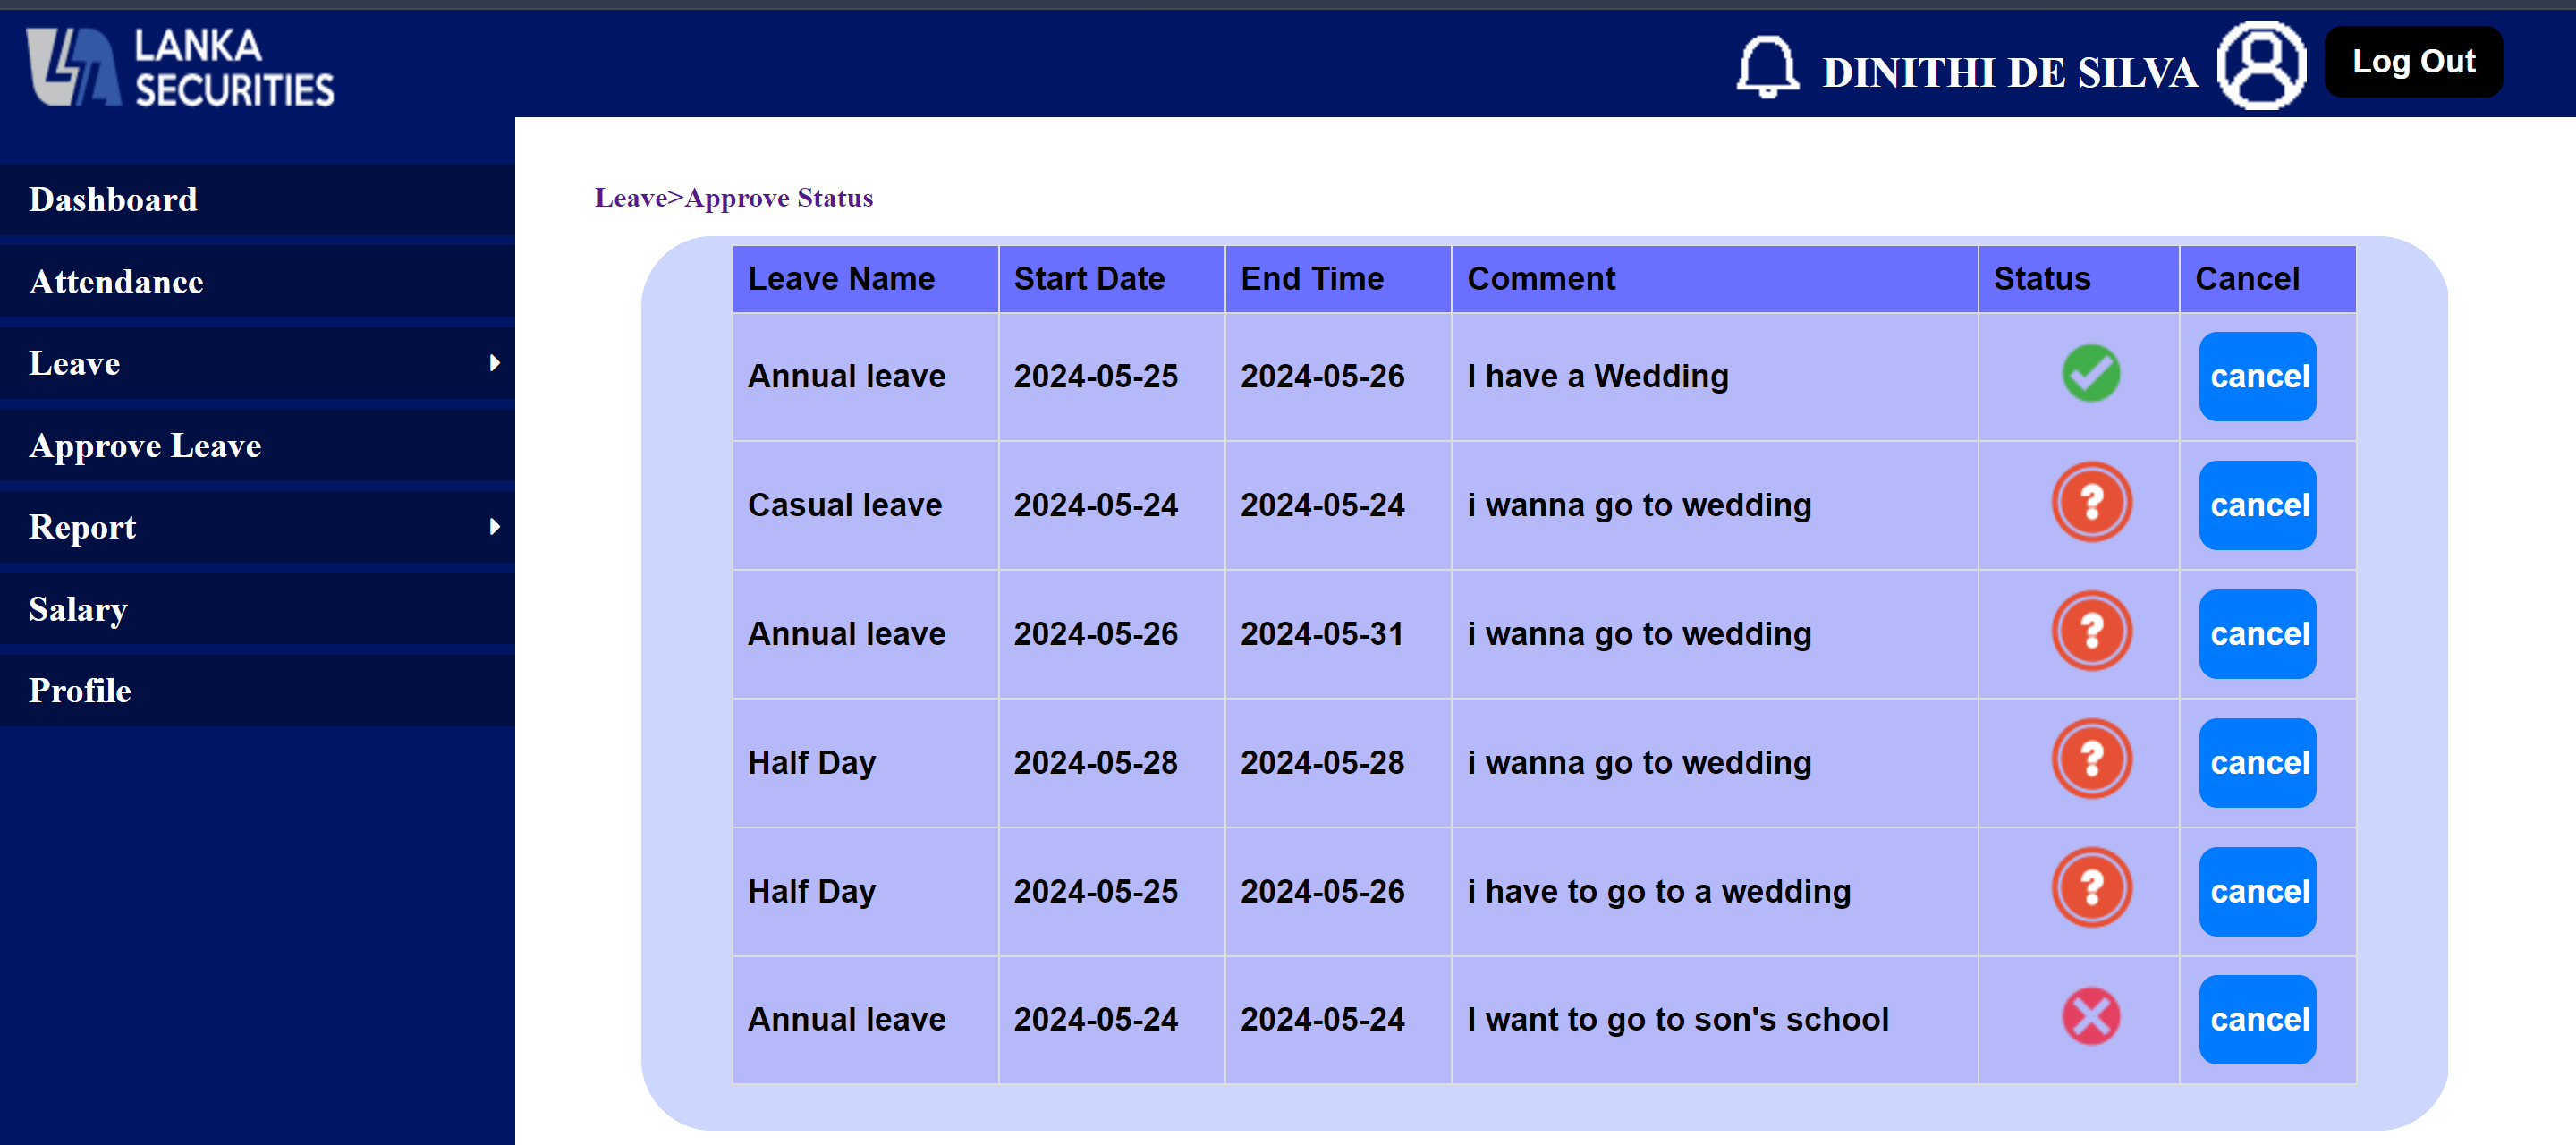 LANKA
SECURITIES
DINITHI DE SILVA
Log Out
Dashboard
Attendance
Leave
Approve Leave
Report
Salary
Profile
Leave>Approve Status
Leave Name Start Date End Time Comment Status Cancel
Annual leave 2024-05-25 2024-05-26 I have a Wedding cancel
Casual leave 2024-05-24 2024-05-24 i wanna go to wedding ? cancel
Annual leave 2024-05-26 2024-05-31 i wanna go to wedding ? cancel
Half Day 2024-05-28 2024-05-28 i wanna go to wedding ? cancel
Half Day 2024-05-25 2024-05-26 i have to go to a wedding ? cancel
Annual leave 2024-05-24 2024-05-24 I want to go to son's school cancel